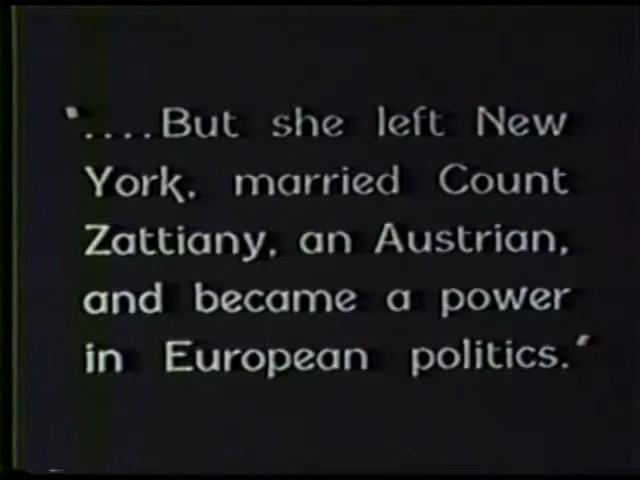 "....But she left New
York, married Count
Zattiany, an Austrian,
and became a power
in European politics."